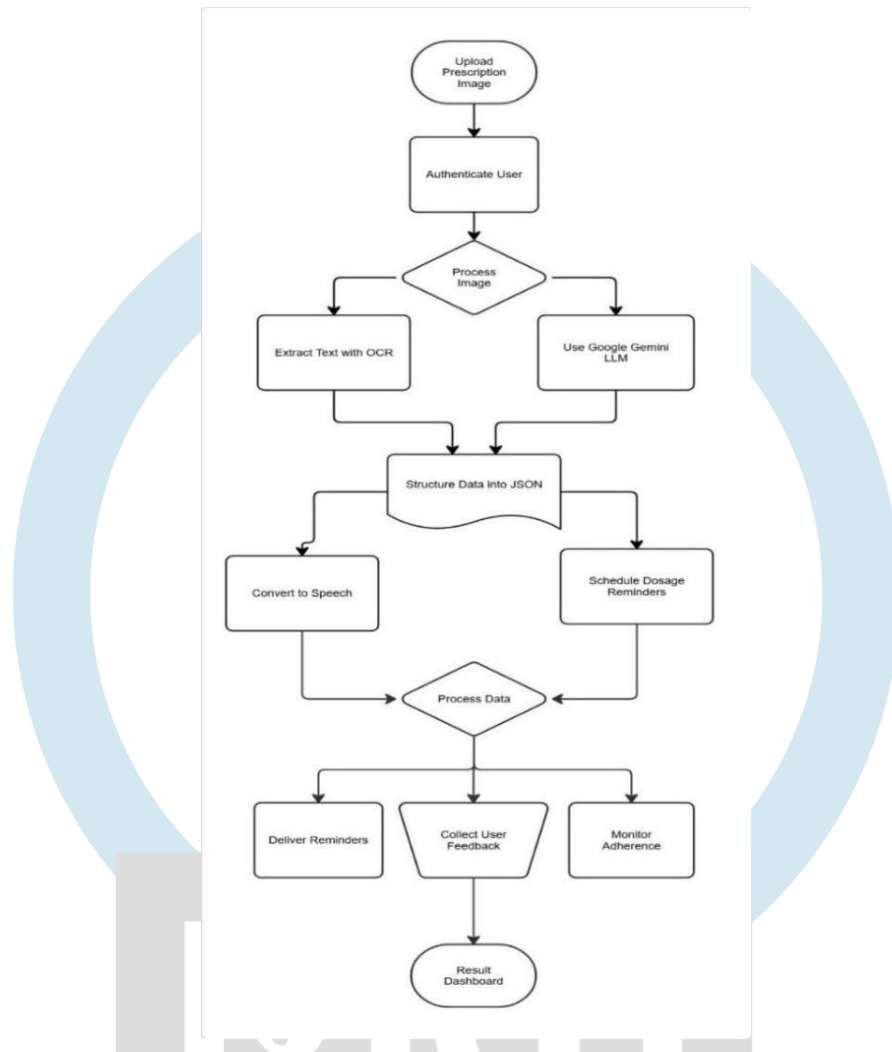 Upload
Prescription
Image
Authenticate User
Process
Image
Extract Text with OCR
Use Google Gemini
LLM
Structure Data into JSON
Convert to Speech
Schedule Dosage
Reminders
Process Data
Deliver Reminders
Collect User
Feedback
Monitor
Adherence
Result
Dashboard